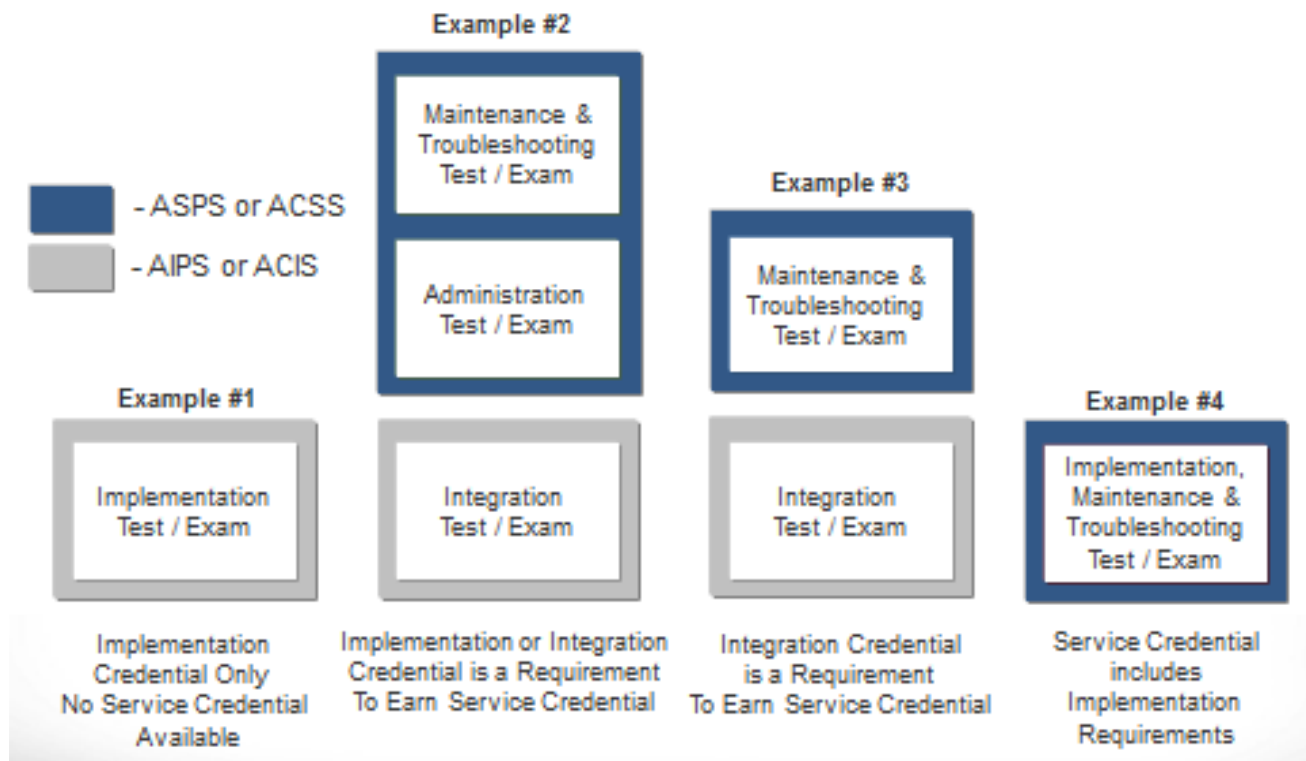 Example #2
Maintenance &
Troubleshooting
Test / Exam
Administration
Test / Exam
- ASPS or ACSS
- AIPS or ACIS
Example #3
Maintenance &
Troubleshooting
Test / Exam
Example #1
Implementation
Test / Exam
Integration
Test / Exam
Integration
Test / Exam
Example #4
Implementation,
Maintenance &
Troubleshooting
Test / Exam
Implementation
Credential Only
No Service Credential
Available
Implementation or Integration
Credential is a Requirement
To Earn Service Credential
Integration Credential
is a Requirement
To Earn Service Credential
Service Credential
includes
Implementation
Requirements